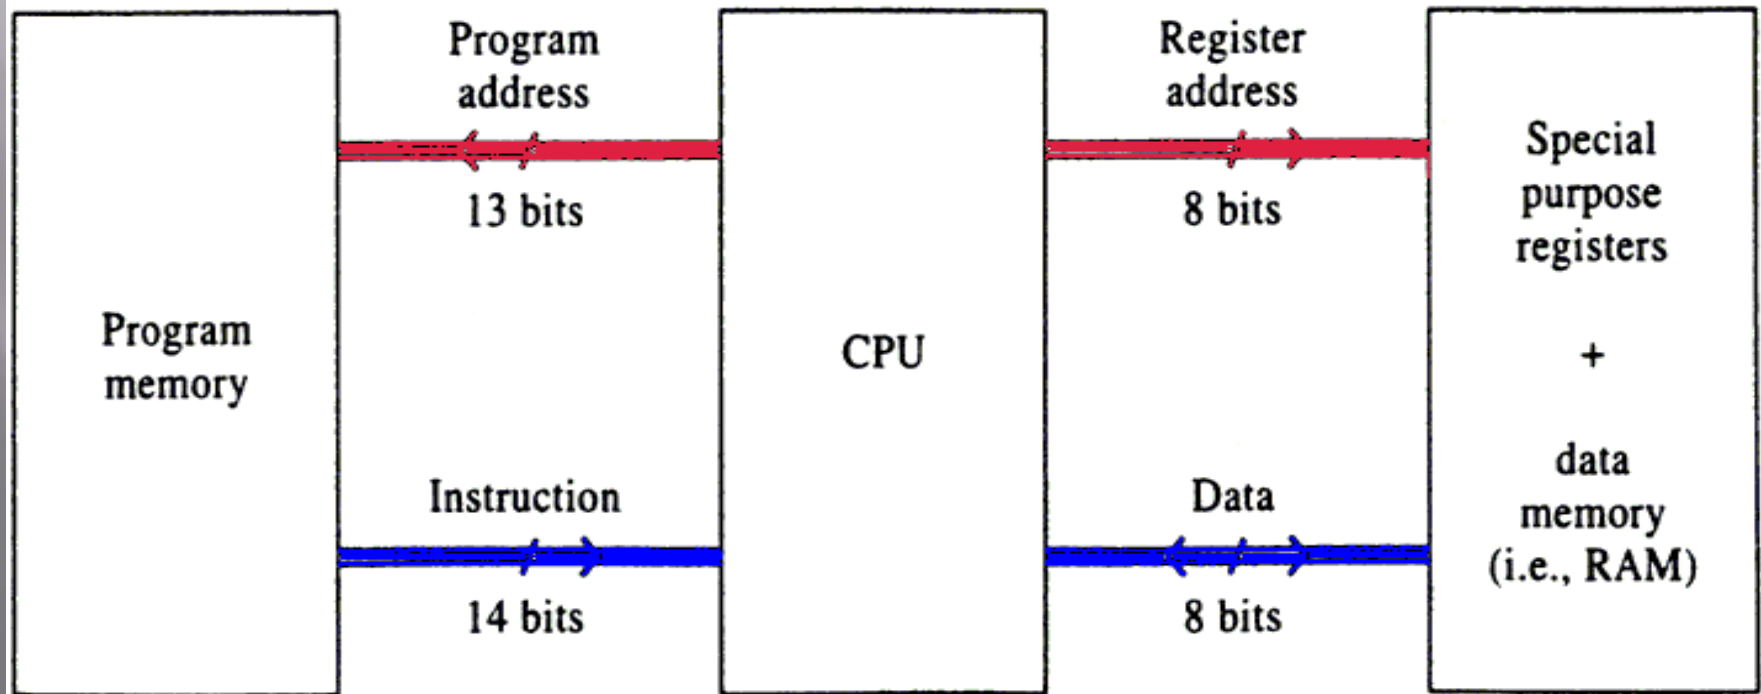 Program
address
13 bits
Register
address
8 bits
Program
memory
CPU
Special
purpose
registers
+
data
memory
(i.e., RAM)
Instruction
14 bits
Data
8 bits